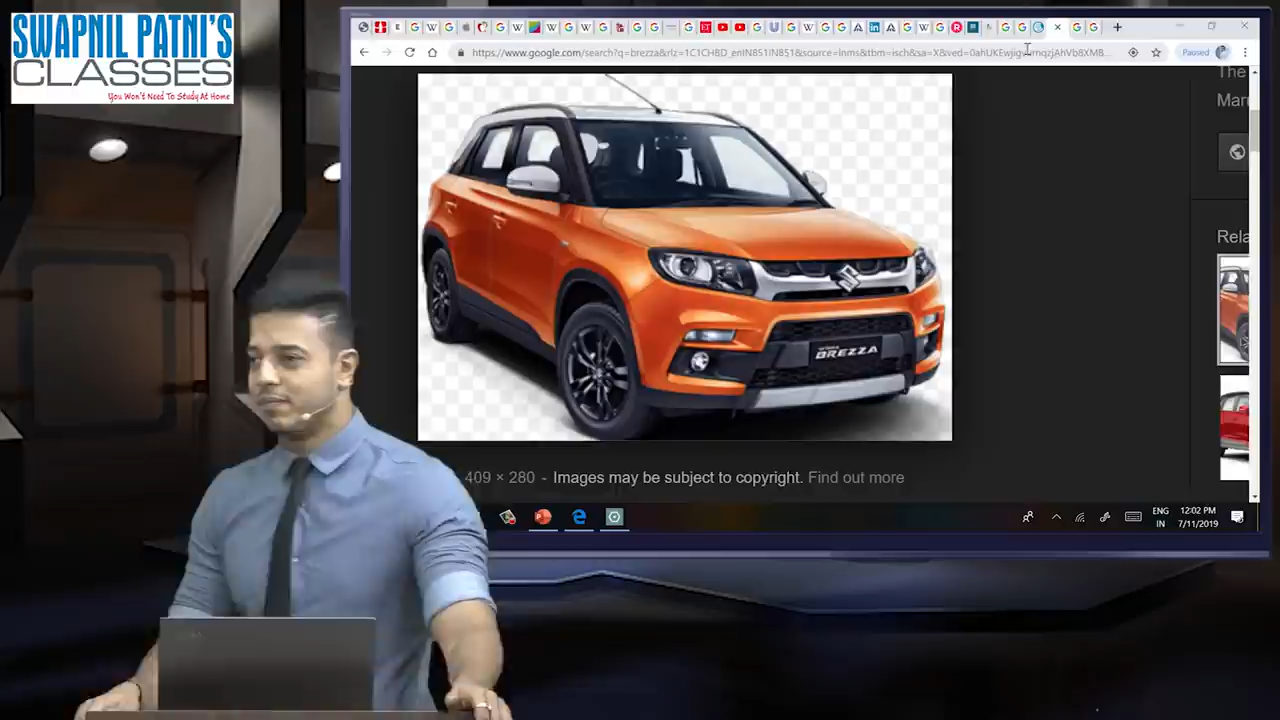 SWAPNIL PATNI'S
CLASSES
You Won't Need To Study At Home
Paused
The
Maru
Rela
BREZZA
409 × 280 - Images may be subject to copyright. Find out more
ENG
IN
12:02 PM
7/11/2019